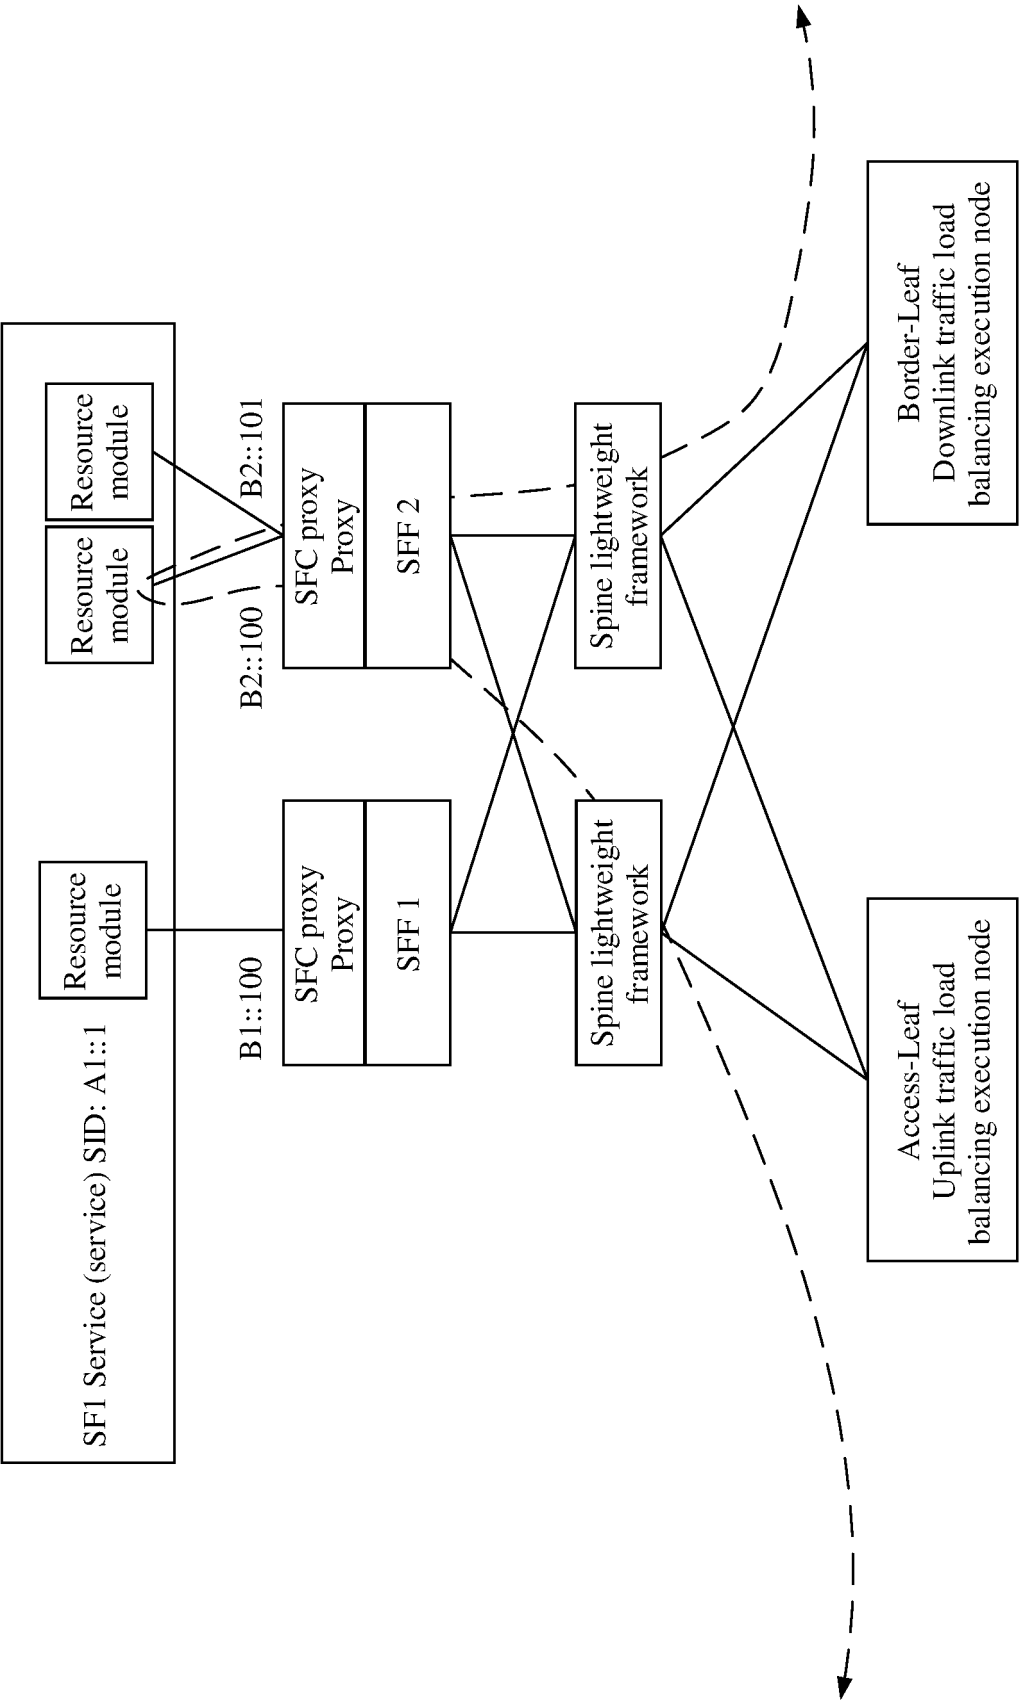 SF1 Service (service) SID: A1::1
Resource
module
Resource
module
Resource
module
B1::100
B2::100
B2::101
SFC proxy
Proxy
SFF 1
SFC proxy
Proxy
SFF 2
Spine lightweight
framework
Spine lightweight
framework
Access-Leaf
Uplink traffic load
balancing execution node
Border-Leaf
Downlink traffic load
balancing execution node